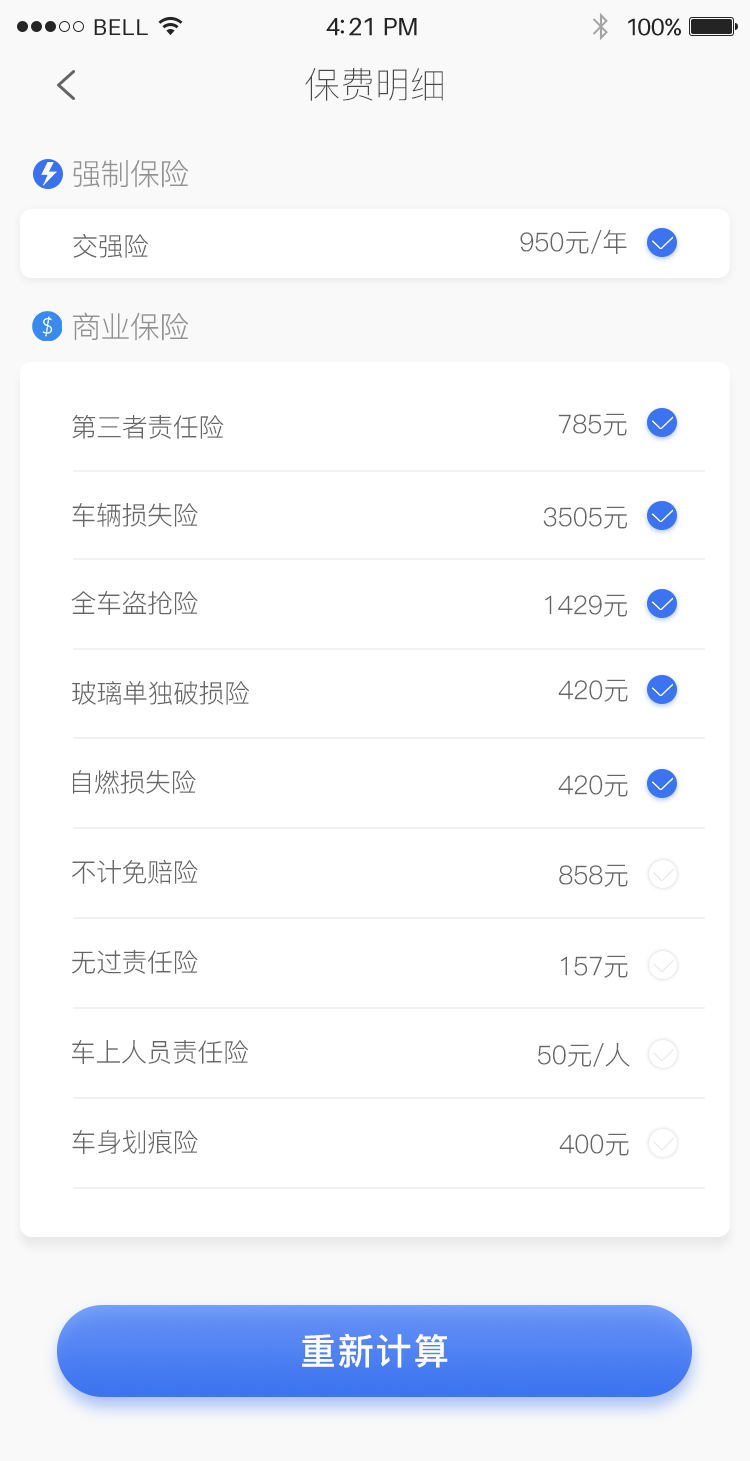 BELL 4:21 PM 100%
保费明细
强制保险
交强险 950元/年
$ 商业保险
第三者责任险 785元
车辆损失险 3505元
全车盗抢险 1429元
玻璃单独破损险 420元
自燃损失险 420元
不计免赔险 858元
无过责任险 157元
车上人员责任险 50元/人
车身划痕险 400元
重新计算